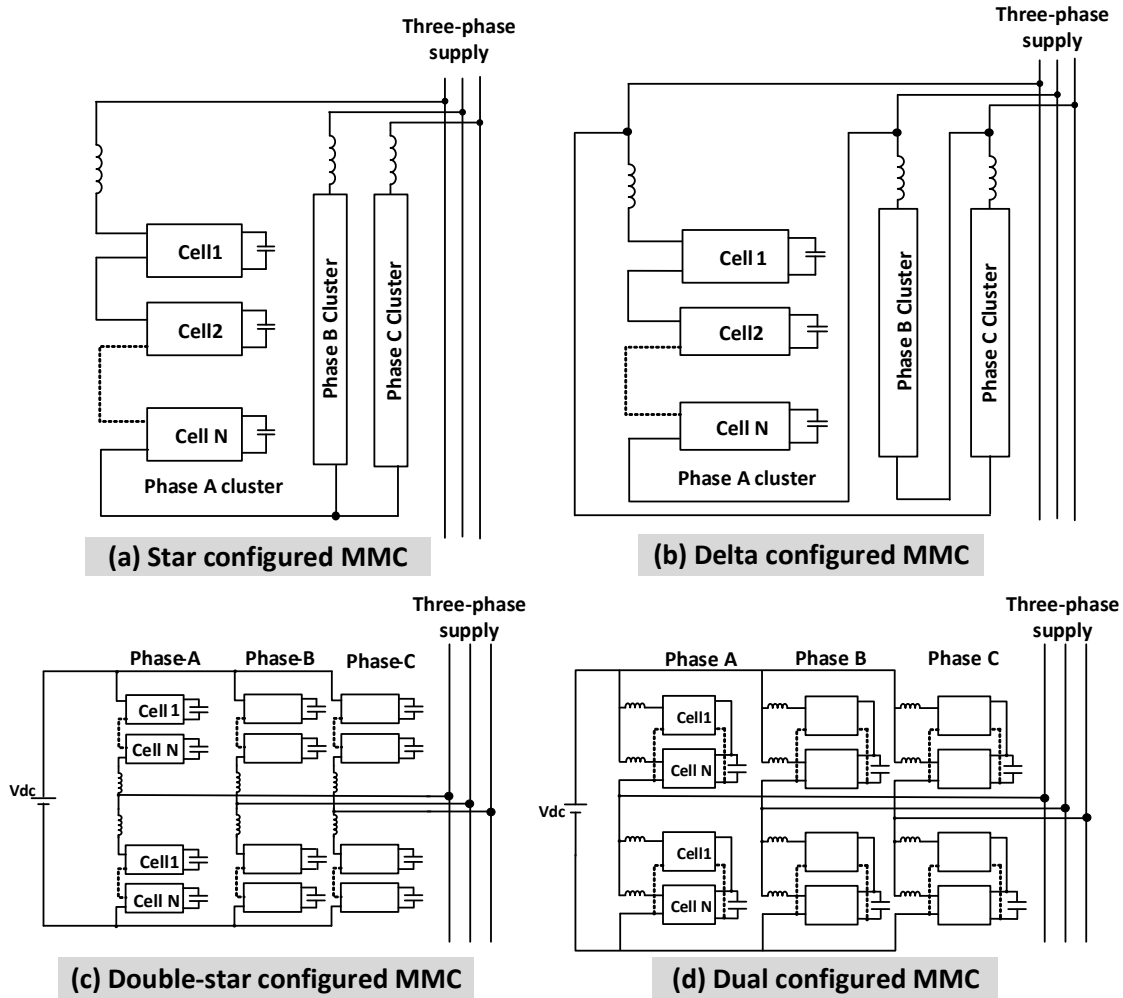 Three-phase
supply
Cell1
Cell2
Cell N
Phase A cluster
Phase B Cluster
Phase C Cluster
(a) Star configured MMC
Three-phase
supply
Cell 1
Cell2
Cell N
Phase A cluster
Phase B Cluster
Phase C Cluster
(b) Delta configured MMC
Three-phase
supply
Phase-A
Phase-B
Phase-C
Cell1
Cell N
Vdc
Cell1
Cell N
(c) Double-star configured MMC
Three-phase
supply
Phase A
Phase B
Phase C
Cell1
Cell N
Vdc
Cell1
Cell N
(d) Dual configured MMC